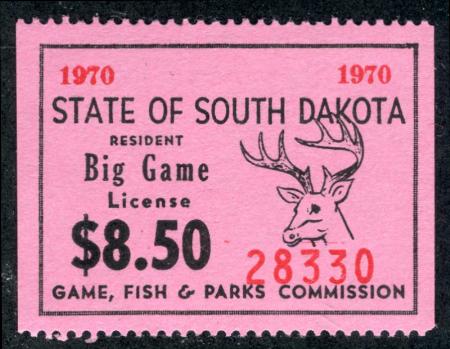 1970 1970
STATE OF SOUTH DAKOTA
RESIDENT
Big Game
License
$8.50
28330
GAME, FISH & PARKS COMMISSION